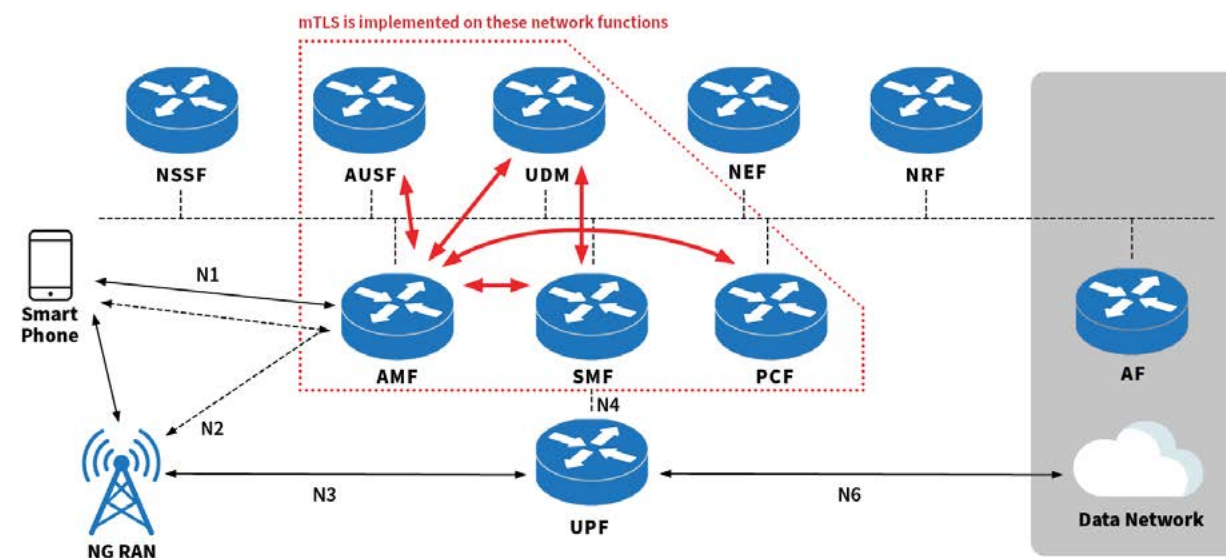 mTLS is implemented on these network functions
NSSF
AUSF
UDM
NEF
NRF
Smart
Phone
N1
AMF
SMF
PCF
AF
N4
N2
N3
N6
UPF
Data Network
NG RAN